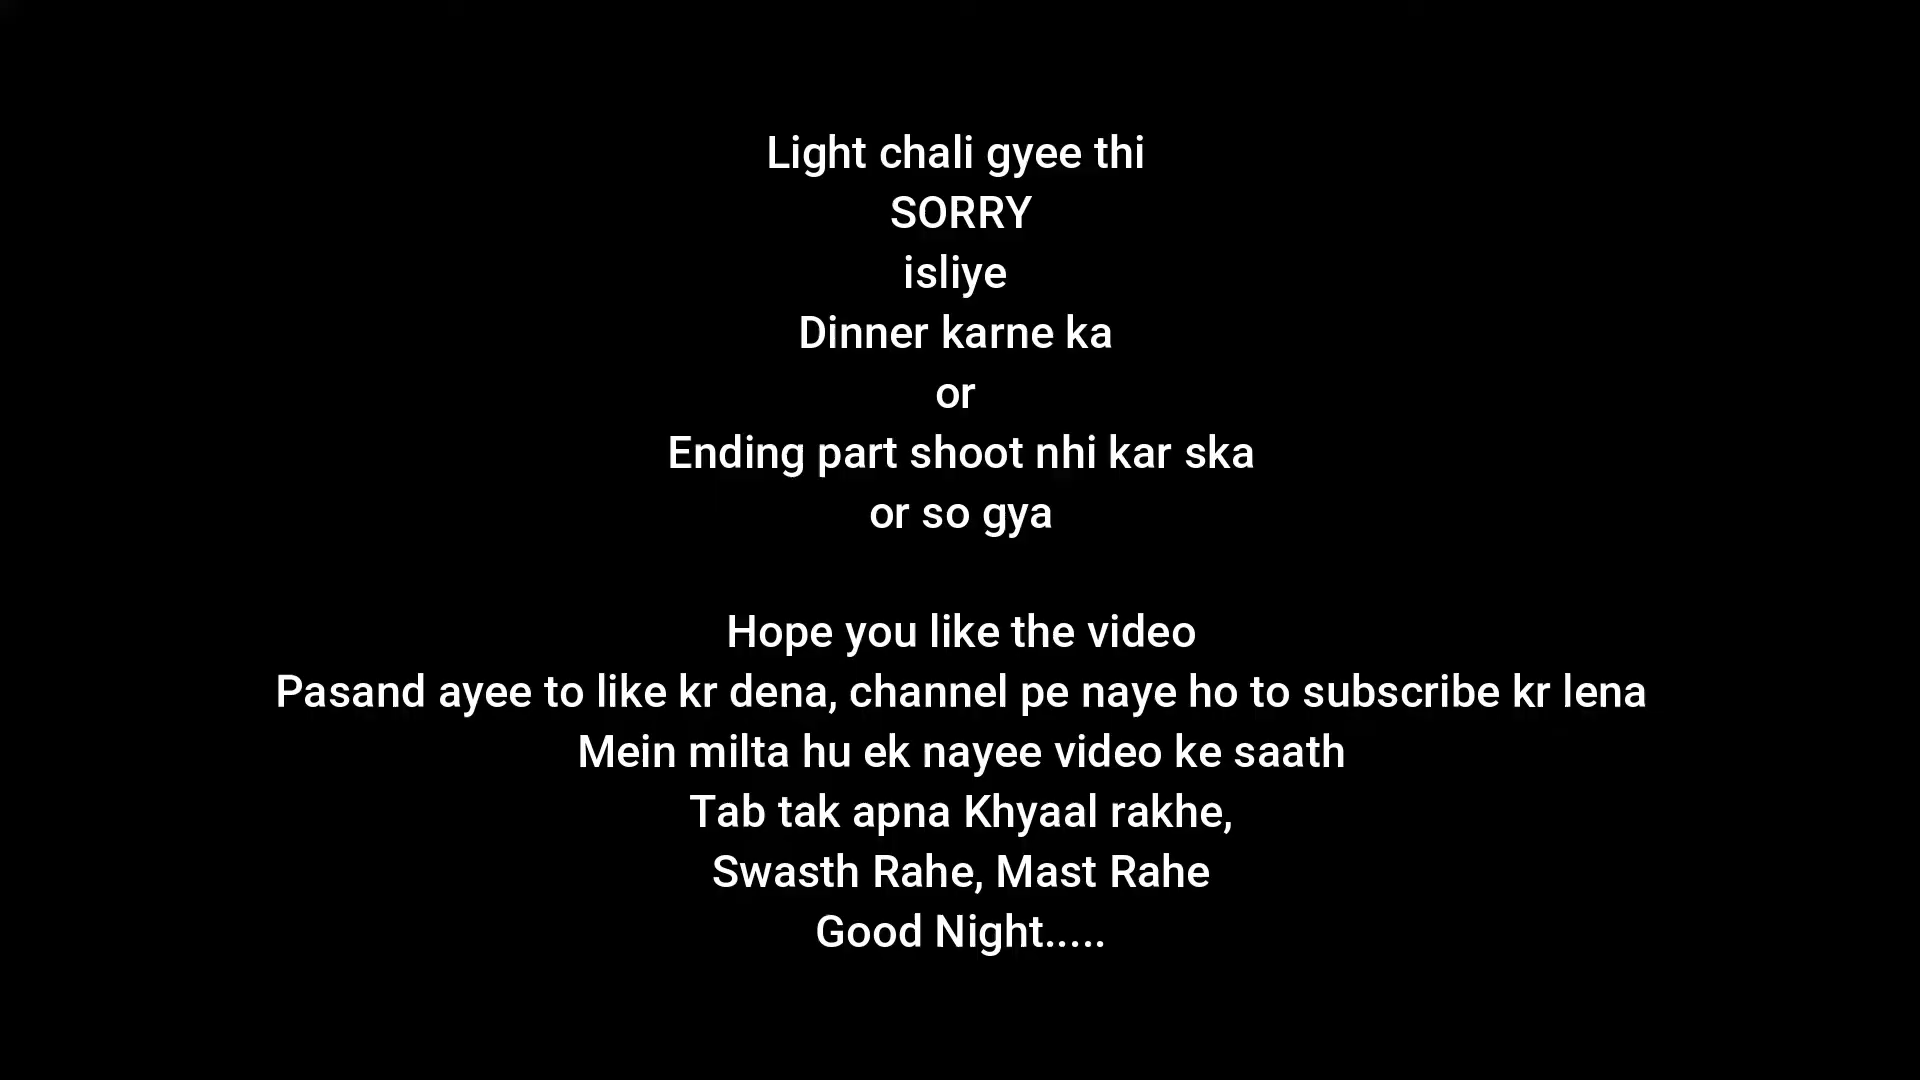 Light chali gyee thi
SORRY
isliye
Dinner karne ka
or
Ending part shoot nhi kar ska
or so gya
Hope you like the video
Pasand ayee to like kr dena, channel pe naye ho to subscribe kr lena
Mein milta hu ek nayee video ke saath
Tab tak apna Khyaal rakhe,
Swasth Rahe, Mast Rahe
Good Night.....